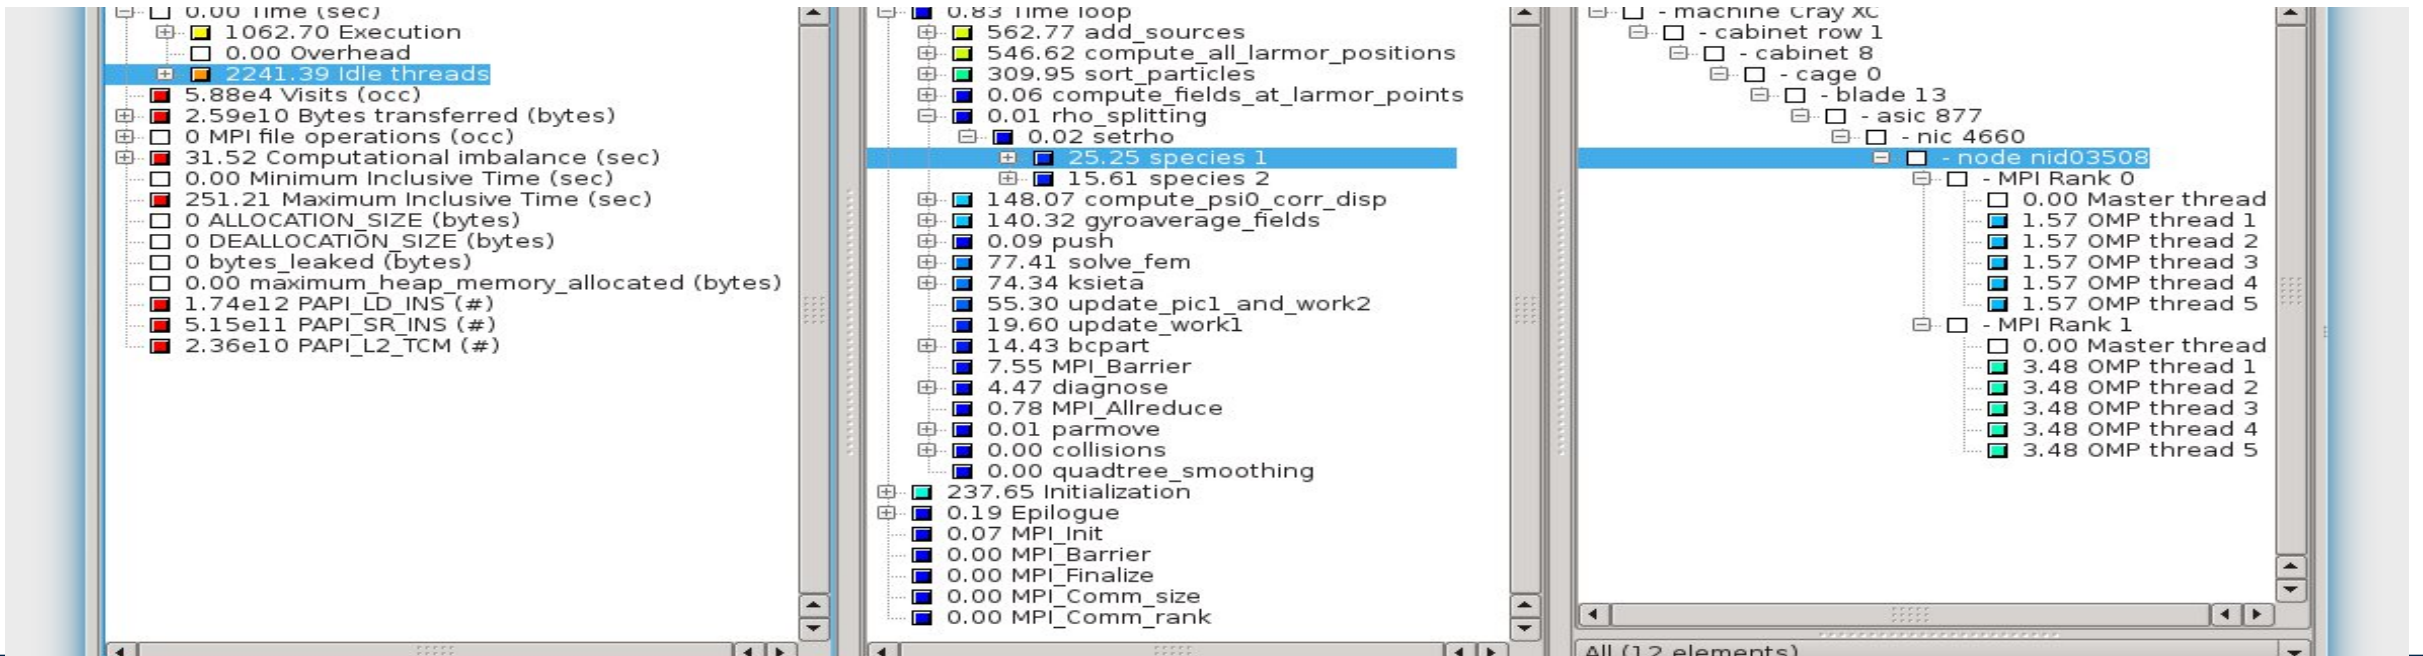 0.00 Time (sec)
1062.70 Execution
0.00 Overhead
2241.39 Idle threads
5.88e4 Visits (occ)
2.59e10 Bytes transferred (bytes)
0 MPI file operations (occ)
31.52 Computational imbalance (sec)
0.00 Minimum Inclusive Time (sec)
251.21 Maximum Inclusive Time (sec)
0 ALLOCATION_SIZE (bytes)
0 DEALLOCATION_SIZE (bytes)
0 bytes_leaked (bytes)
0.00 maximum_heap_memory_allocated (bytes)
1.74e12 PAPI_LD_INS (#)
5.15e11 PAPI_SR_INS (#)
2.36e10 PAPI_L2_TCM (#)
0.83 Time loop
562.77 add_sources
546.62 compute_all_larmor_positions
309.95 sort_particles
0.06 compute_fields_at_larmor_points
0.01 rho_splitting
0.02 setrho
25.25 species 1
15.61 species 2
148.07 compute_psi0_corr_disp
140.32 gyroaverage_fields
0.09 push
77.41 solve_fem
74.34 ksieta
55.30 update_pic1_and_work2
19.60 update_work1
14.43 bcpart
7.55 MPI_Barrier
4.47 diagnose
0.78 MPI_Allreduce
0.01 parmove
0.00 collisions
0.00 quadtree_smoothing
237.65 Initialization
0.19 Epilogue
0.07 MPI_Init
0.00 MPI_Barrier
0.00 MPI_Finalize
0.00 MPI_Comm_size
0.00 MPI_Comm_rank
- machine Cray XC
- cabinet row 1
- cabinet 8
- cage 0
- blade 13
- asic 877
- nic 4660
- node nid03508
- MPI Rank 0
0.00 Master thread
1.57 OMP thread 1
1.57 OMP thread 2
1.57 OMP thread 3
1.57 OMP thread 4
1.57 OMP thread 5
- MPI Rank 1
0.00 Master thread
3.48 OMP thread 1
3.48 OMP thread 2
3.48 OMP thread 3
3.48 OMP thread 4
3.48 OMP thread 5
All (12 elements)